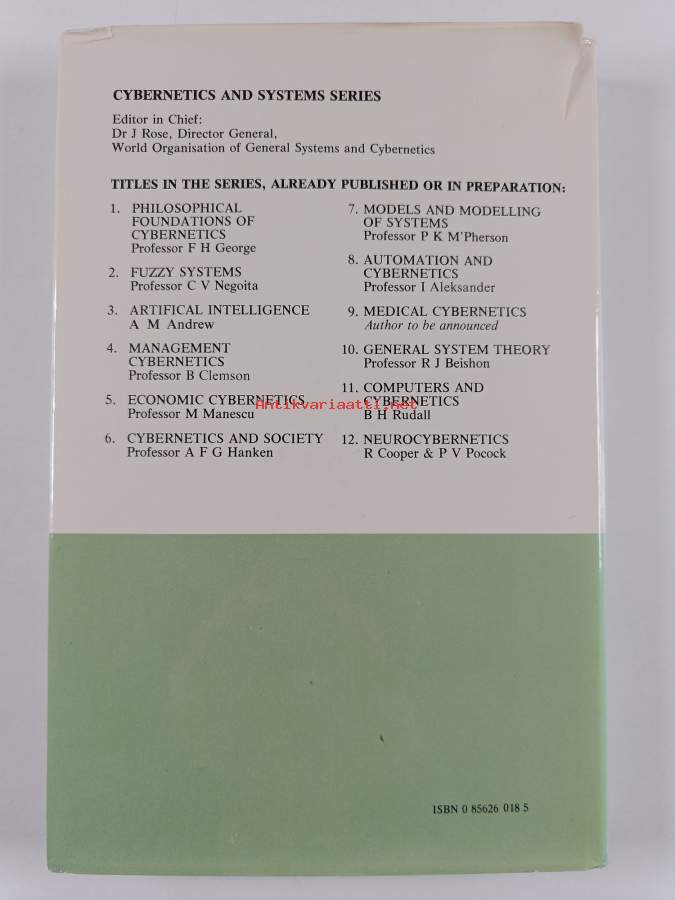 CYBERNETICS AND SYSTEMS SERIES
Editor in Chief:
Dr J Rose, Director General,
World Organisation of General Systems and Cybernetics
TITLES IN THE SERIES, ALREADY PUBLISHED OR IN PREPARATION:
1. PHILOSOPHICAL
FOUNDATIONS OF
CYBERNETICS
Professor F H George
2. FUZZY SYSTEMS
Professor C V Negoita
3. ARTIFICAL INTELLIGENCE
A M Andrew
4. MANAGEMENT
CYBERNETICS
Professor B Clemson
5. ECONOMIC CYBERNETICS
Professor M Manescu
6. CYBERNETICS AND SOCIETY
Professor A F G Hanken
7. MODELS AND MODELLING
OF SYSTEMS
Professor P K M'Pherson
8. AUTOMATION AND
CYBERNETICS
Professor I Aleksander
9. MEDICAL CYBERNETICS
Author to be announced
10. GENERAL SYSTEM THEORY
Professor R J Beishon
11. COMPUTERS AND
CYBERNETICS
B H Rudall
12. NEUROCYBERNETICS
R Cooper & P V Pocock
Antikvariaatti.net
ISBN 0 85626 018 5